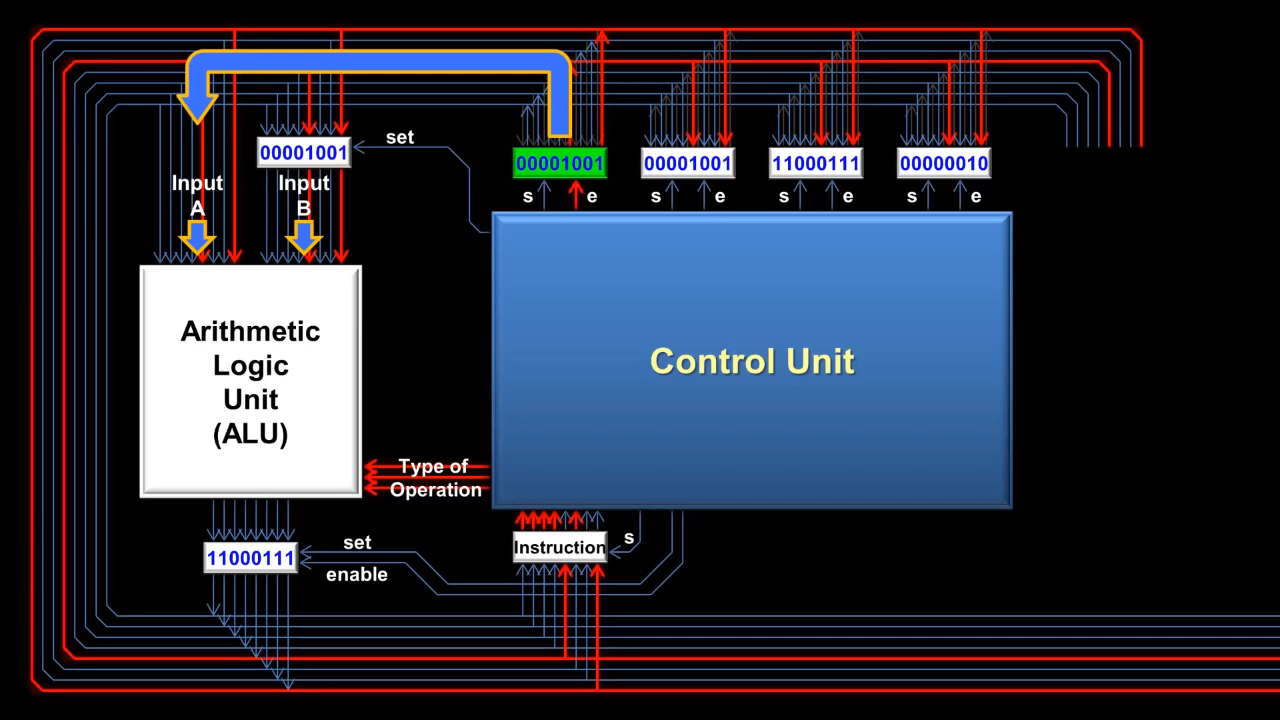 set
00001001
00001001
00001001
11000111
00000010
Input
A
Input
B
s
e
s
e
s
e
s
e
Arithmetic
Logic
Unit
(ALU)
Control Unit
Type of
Operation
set
enable
11000111
Instruction
s